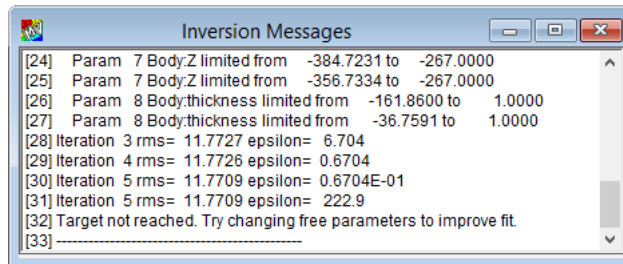 Inversion Messages
[24] Param 7 Body:Z limited from -384.7231 to -267.0000
[25] Param 7 Body:Z limited from -356.7334 to -267.0000
[26] Param 8 Body:thickness limited from -161.8600 to 1.0000
[27] Param 8 Body:thickness limited from -36.7591 to 1.0000
[28] Iteration 3 rms= 11.7727 epsilon= 6.704
[29] Iteration 4 rms= 11.7726 epsilon= 0.6704
[30] Iteration 5 rms= 11.7709 epsilon= 0.6704E-01
[31] Iteration 5 rms= 11.7709 epsilon= 222.9
[32] Target not reached. Try changing free parameters to improve fit.
[33] -----------------------------------------------